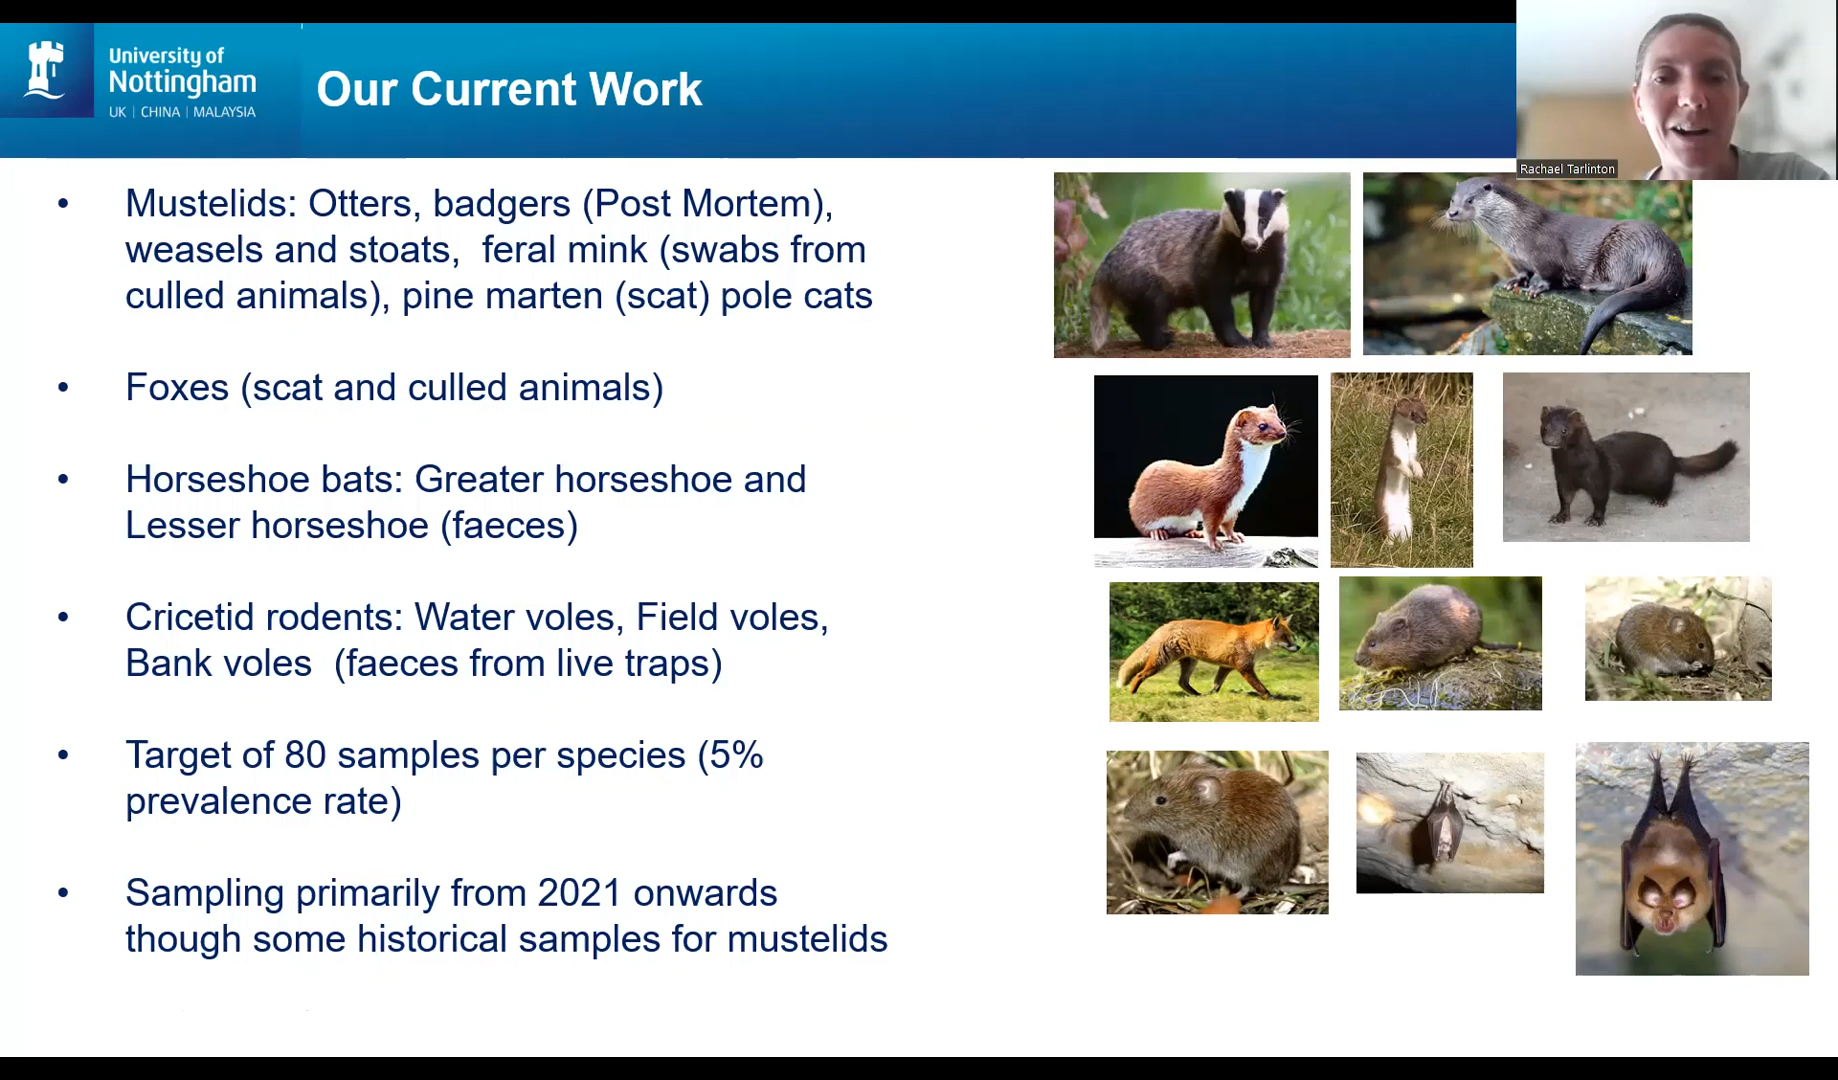 University of
Nottingham
UK | CHINA | MALAYSIA
Our Current Work
Rachael Tarlinton
• Mustelids: Otters, badgers (Post Mortem),
weasels and stoats,  feral mink (swabs from
culled animals), pine marten (scat) pole cats
• Foxes (scat and culled animals)
• Horseshoe bats: Greater horseshoe and
Lesser horseshoe (faeces)
• Cricetid rodents: Water voles, Field voles,
Bank voles  (faeces from live traps)
• Target of 80 samples per species (5%
prevalence rate)
• Sampling primarily from 2021 onwards
though some historical samples for mustelids